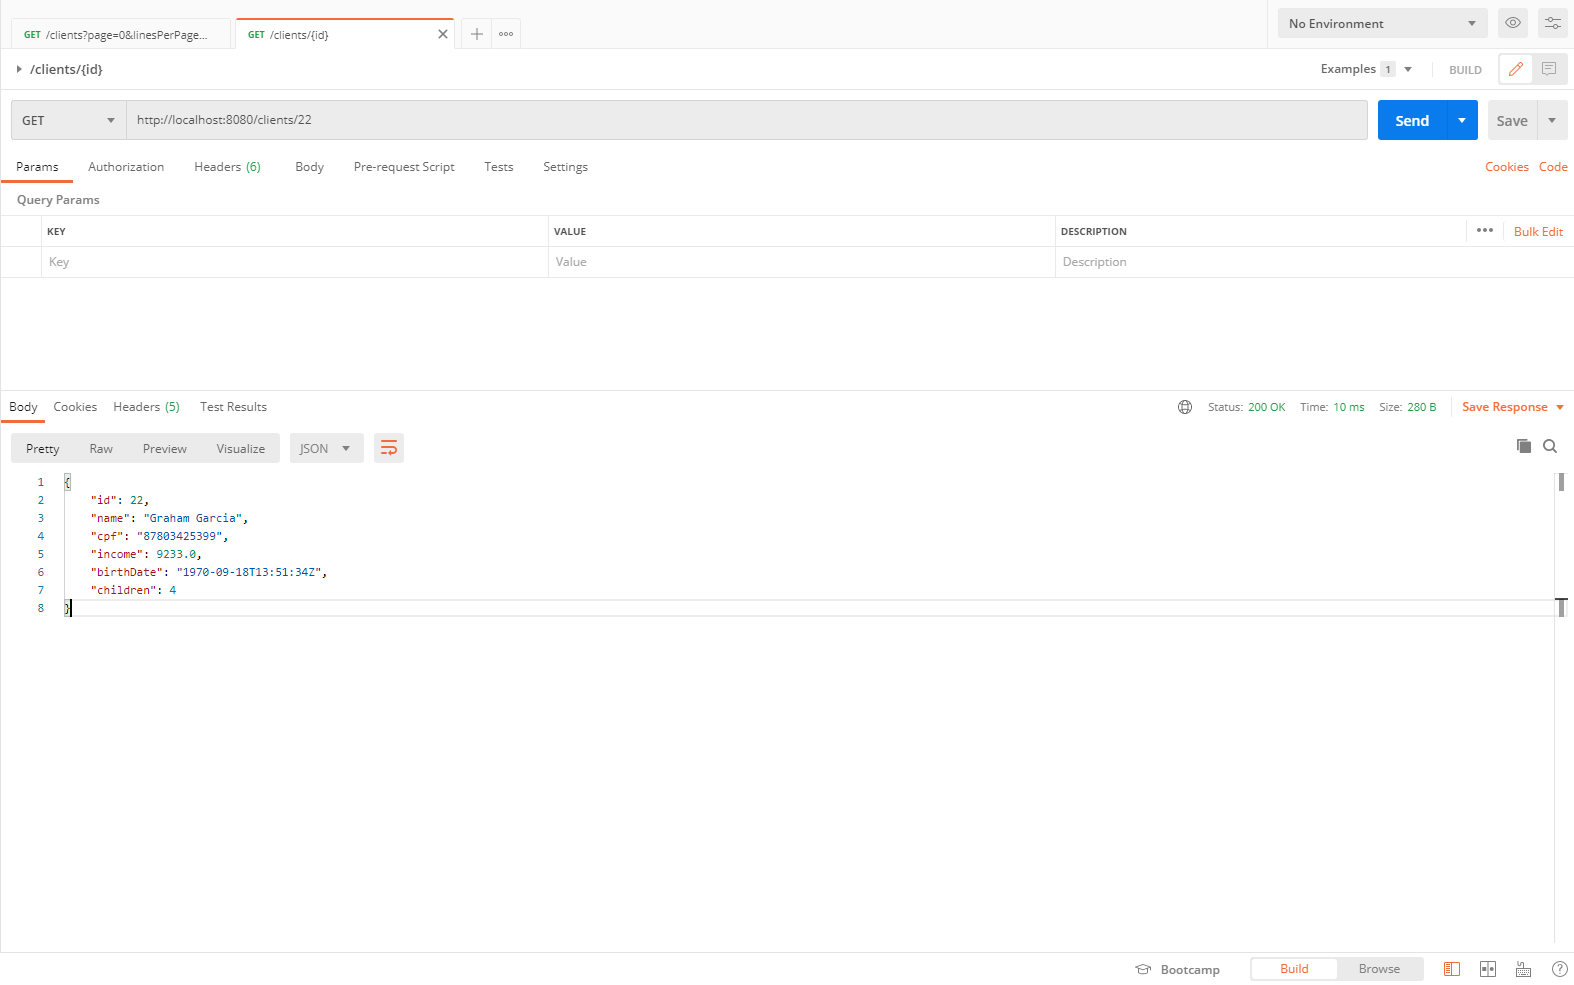 GET /clients?page=0&linesPerPage... GET /clients/{id} No Environment
/clients/{id} Examples 1 BUILD
GET http://localhost:8080/clients/22 Send Save
Params Authorization Headers (6) Body Pre-request Script Tests Settings Cookies Code
Query Params
KEY VALUE DESCRIPTION Bulk Edit
Key Value Description
Body Cookies Headers (5) Test Results Status: 200 OK Time: 10 ms Size: 280 B Save Response
Pretty Raw Preview Visualize JSON
1 {
2 "id": 22,
3 "name": "Graham Garcia",
4 "cpf": "87803425399",
5 "income": 9233.0,
6 "birthDate": "1970-09-18T13:51:34Z",
7 "children": 4
8 }
Bootcamp Build Browse